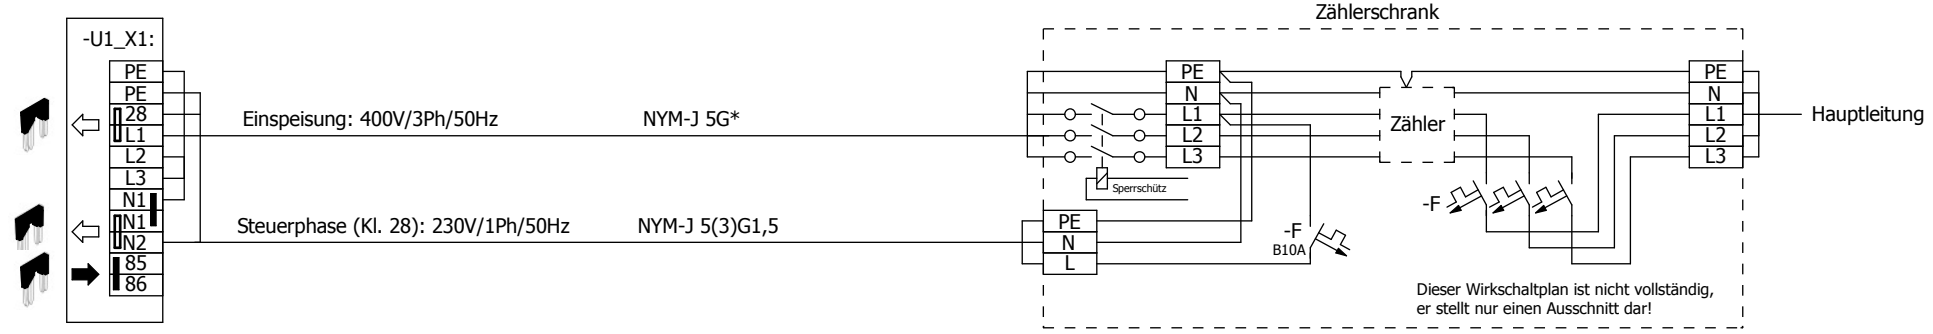 Zählerschrank
-U1_X1:
PE
PE
28
L1
L2
L3
N1
N1
N2
85
86
Einspeisung: 400V/3Ph/50Hz NYM-J 5G*
Steuerphase (Kl. 28): 230V/1Ph/50Hz NYM-J 5(3)G1,5
PE
N
L1
L2
L3
Sperrschütz
PE
N
L
-F
B10A
Zähler
-F
PE
N
L1
L2
L3
Hauptleitung
Dieser Wirkschaltplan ist nicht vollständig,
er stellt nur einen Ausschnitt dar!